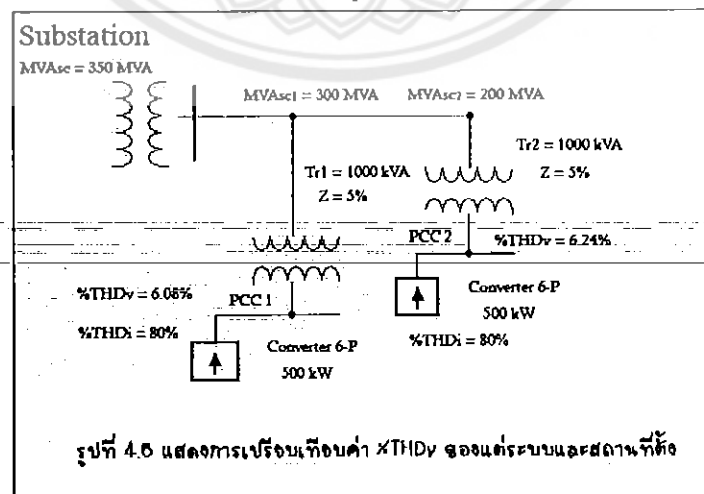 Substation
MVAsc = 350 MVA
MVAsc1 = 300 MVA
MVAsc2 = 200 MVA
Tr1 = 1000 kVA
Z = 5%
Tr2 = 1000 kVA
Z = 5%
PCC 2
%THDv = 6.24%
%THDv = 6.08%
PCC 1
Converter 6-P
500 kW
%THDi = 80%
%THDi = 80%
Converter 6-P
500 kW
รูปที่ 4.6 แสดงการเปรียบเทียบค่า %THDv ของแต่ระบบและสถานที่ตั้ง